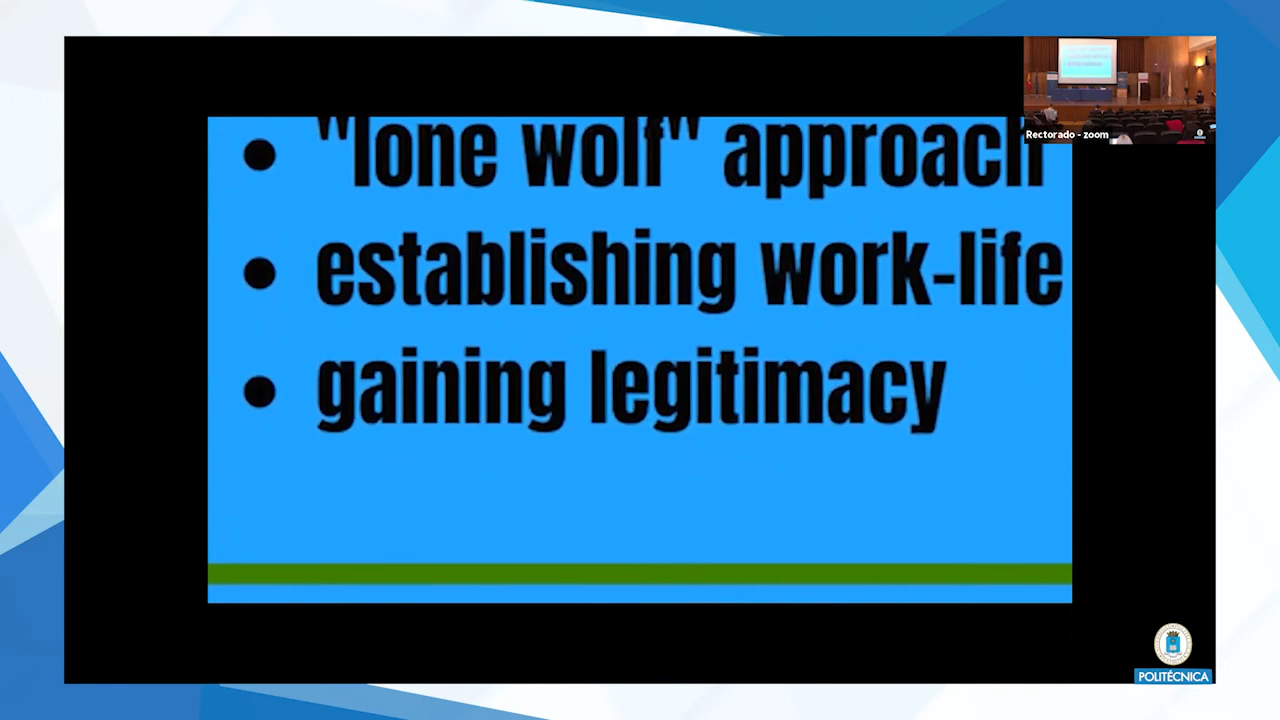 • "lone wolf" approach
• establishing work-life
• gaining legitimacy
Rectorado - zoom
POLITÉCNICA